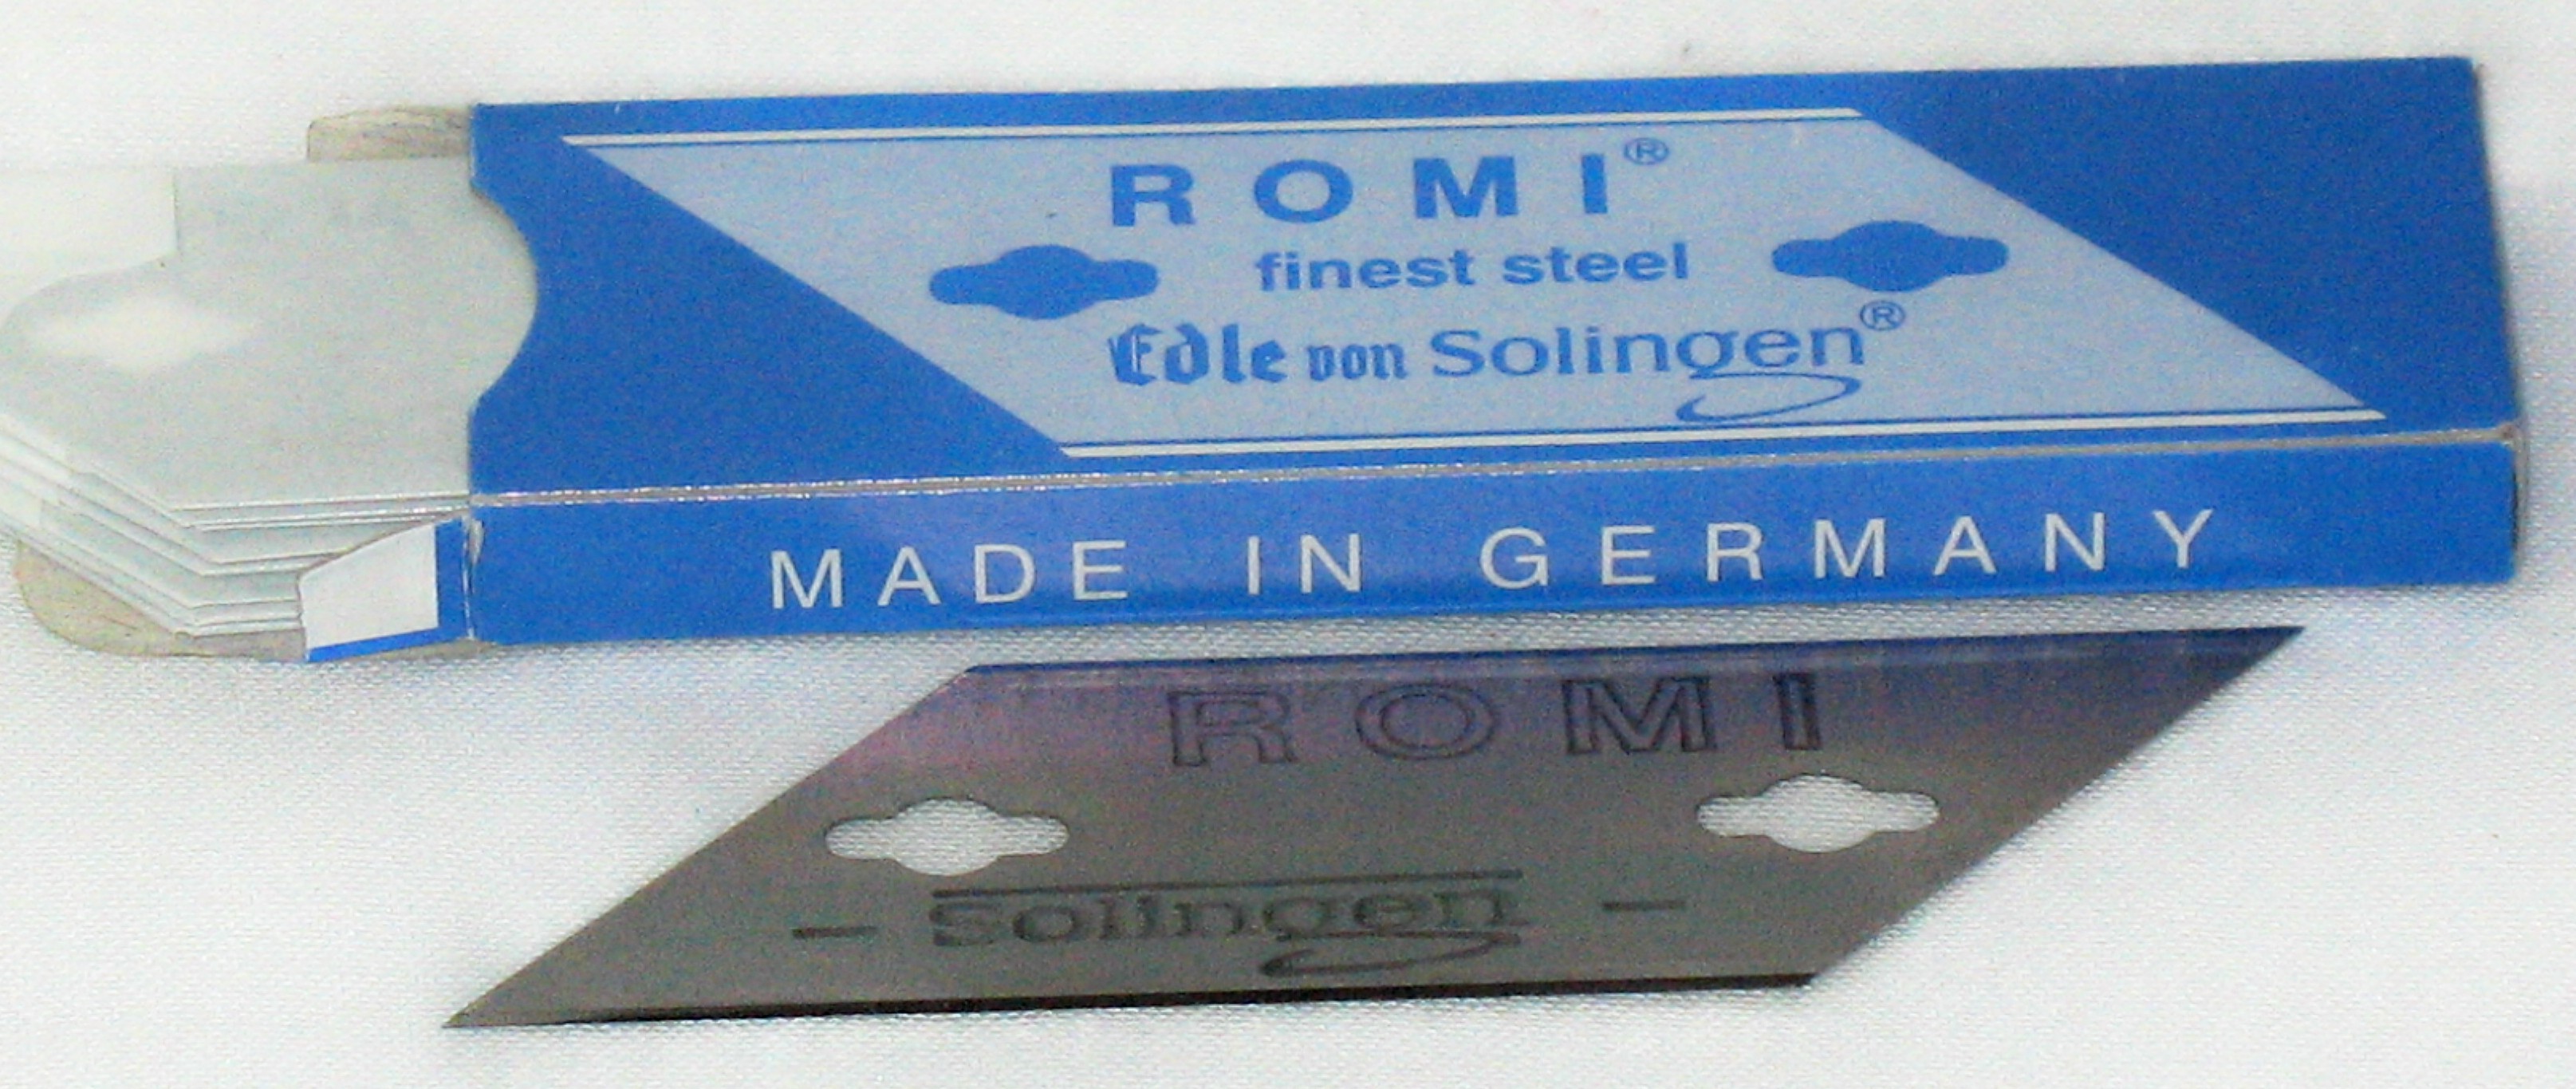 ROMI®
finest steel
Edle von Solingen®
MADE IN GERMANY
ROMI
- Solingen -